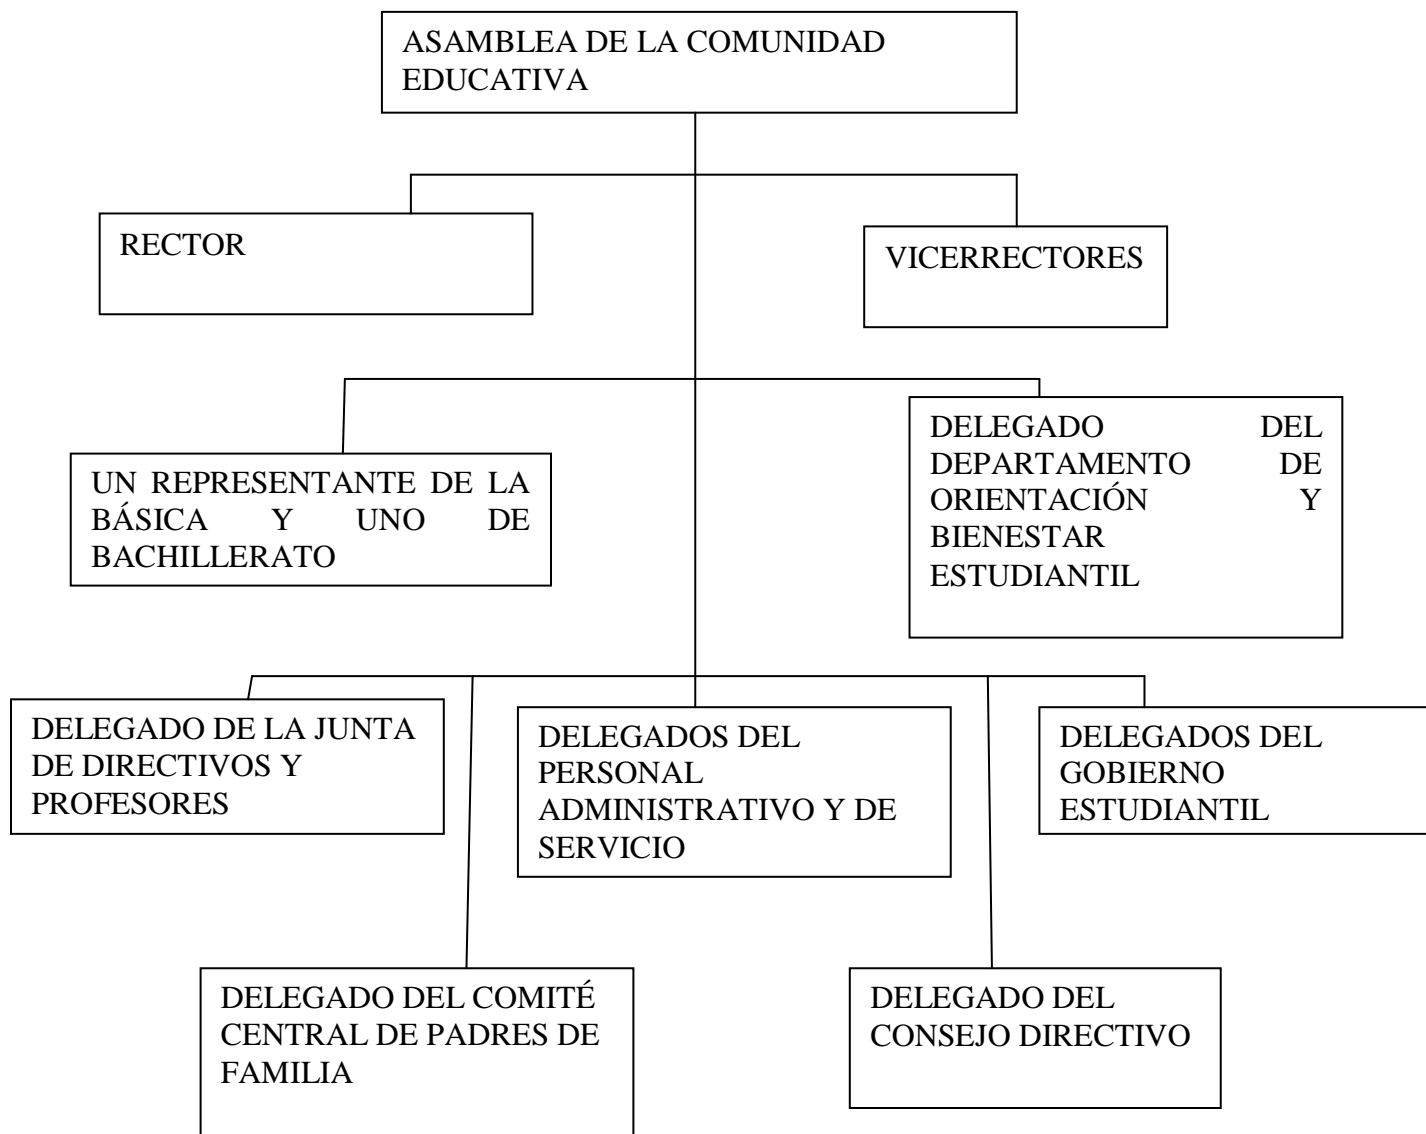 ASAMBLEA DE LA COMUNIDAD
EDUCATIVA
RECTOR
VICERRECTORES
UN REPRESENTANTE DE LA
BÁSICA Y UNO DE
BACHILLERATO
DELEGADO DEL
DEPARTAMENTO DE
ORIENTACIÓN Y
BIENESTAR
ESTUDIANTIL
DELEGADO DE LA JUNTA
DE DIRECTIVOS Y
PROFESORES
DELEGADOS DEL
PERSONAL
ADMINISTRATIVO Y DE
SERVICIO
DELEGADOS DEL
GOBIERNO
ESTUDIANTIL
DELEGADO DEL COMITÉ
CENTRAL DE PADRES DE
FAMILIA
DELEGADO DEL
CONSEJO DIRECTIVO